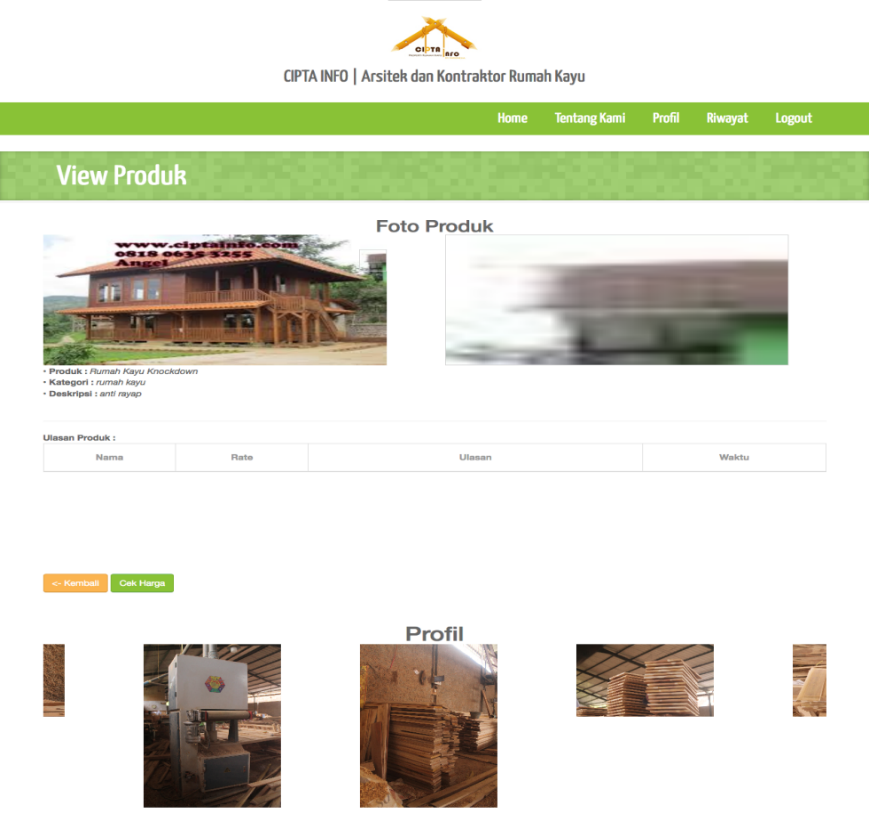 CIPTA INFO
CIPTA INFO | Arsitek dan Kontraktor Rumah Kayu
Home Tentang Kami Profil Riwayat Logout
View Produk
Foto Produk
www.ciptainfo.com
0818 0635 3255
Angel
• Produk : Rumah Kayu Knockdown
• Kategori : rumah kayu
• Deskripsi : anti rayap
Ulasan Produk :
Nama Rate Ulasan Waktu
<- Kembali Cek Harga
Profil